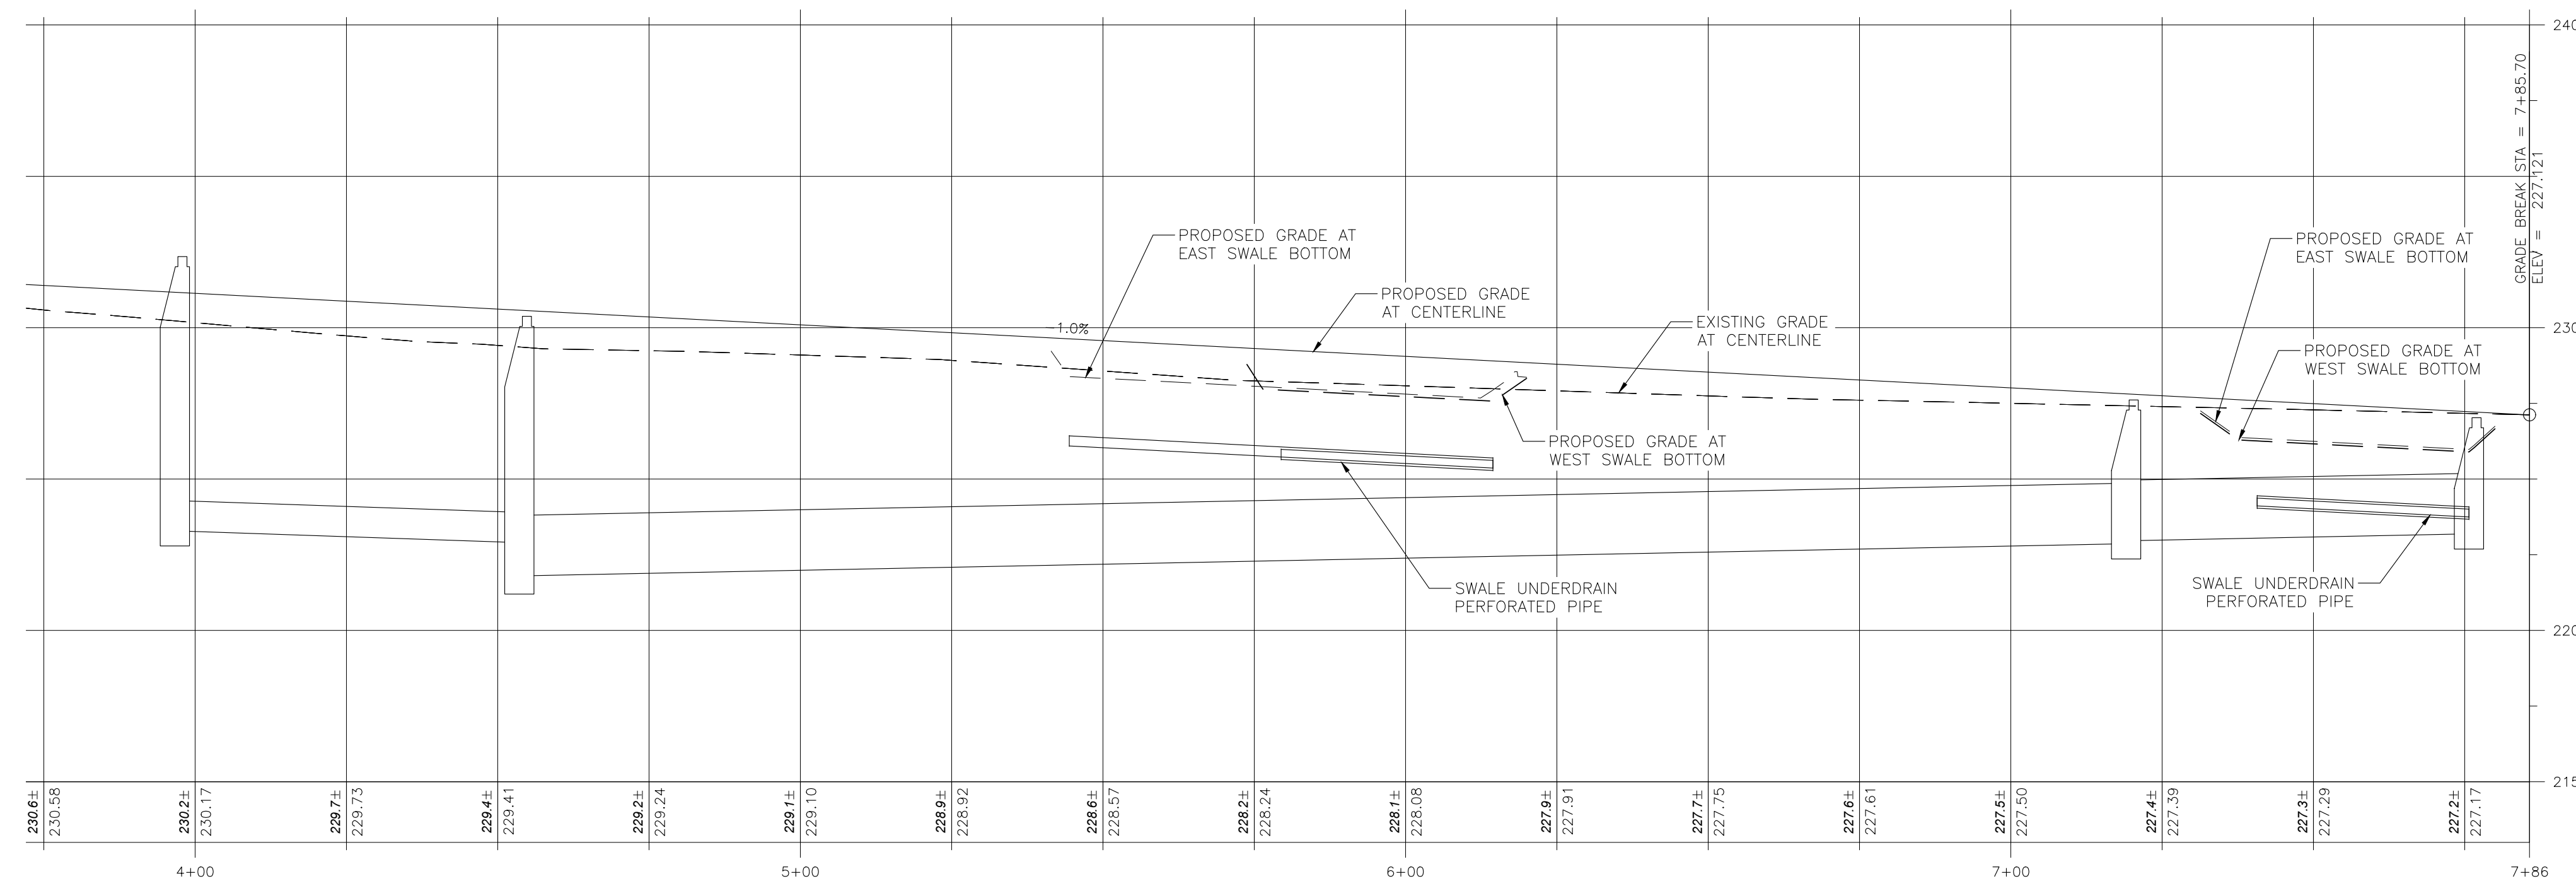 240
GRADE BREAK STA = 7+85.70
ELEV = 227.121
PROPOSED GRADE AT
EAST SWALE BOTTOM
PROPOSED GRADE AT
EAST SWALE BOTTOM
PROPOSED GRADE
AT CENTERLINE
EXISTING GRADE
AT CENTERLINE
230
-1.0%
PROPOSED GRADE AT
WEST SWALE BOTTOM
PROPOSED GRADE AT
WEST SWALE BOTTOM
SWALE UNDERDRAIN
PERFORATED PIPE
SWALE UNDERDRAIN
PERFORATED PIPE
220
215
230.6±
230.58
230.2±
230.17
229.7±
229.73
229.4±
229.41
229.2±
229.24
229.1±
229.10
228.9±
228.92
228.6±
228.57
228.2±
228.24
228.1±
228.08
227.9±
227.91
227.7±
227.75
227.6±
227.61
227.5±
227.50
227.4±
227.39
227.3±
227.29
227.2±
227.17
4+00
5+00
6+00
7+00
7+86